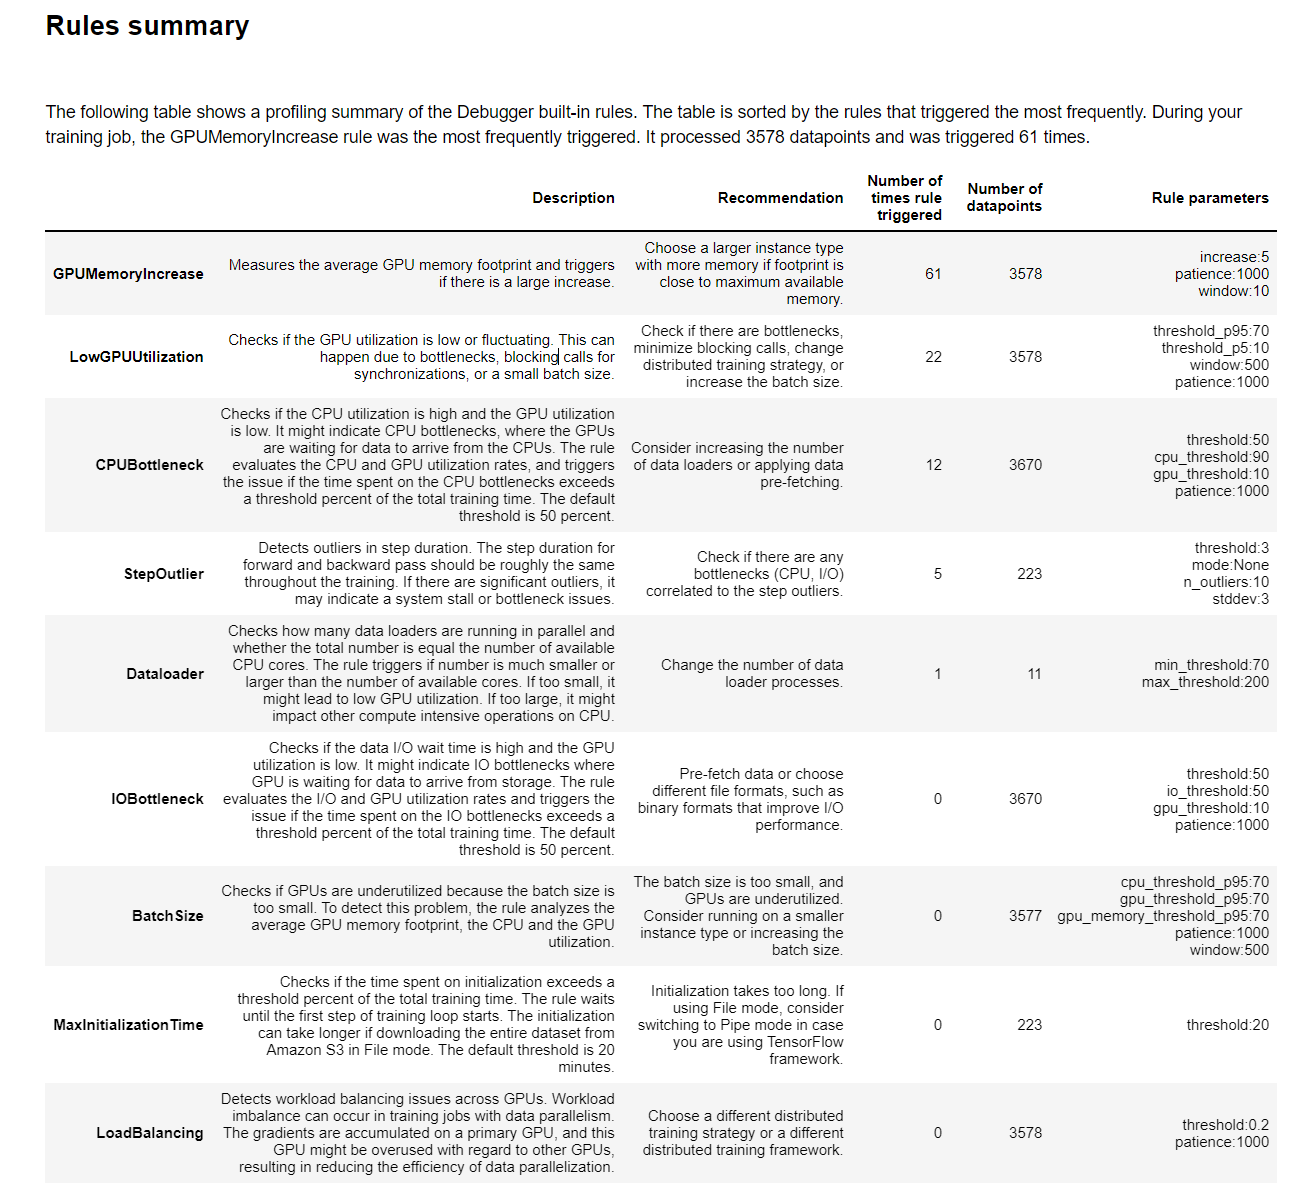 Rules summary
The following table shows a profiling summary of the Debugger built-in rules. The table is sorted by the rules that triggered the most frequently. During your
training job, the GPUMemoryIncrease rule was the most frequently triggered. It processed 3578 datapoints and was triggered 61 times.
Description
Recommendation
Number of
times rule
triggered
Number of
datapoints
Rule parameters
GPUMemoryIncrease
Measures the average GPU memory footprint and triggers
if there is a large increase.
Choose a larger instance type
with more memory if footprint is
close to maximum available
memory.
61
3578
increase:5
patience:1000
window:10
LowGPUUtilization
Checks if the GPU utilization is low or fluctuating. This can
happen due to bottlenecks, blocking calls for
synchronizations, or a small batch size.
Check if there are bottlenecks,
minimize blocking calls, change
distributed training strategy, or
increase the batch size.
22
3578
threshold_p95:70
threshold_p5:10
window:500
patience:1000
CPUBottleneck
Checks if the CPU utilization is high and the GPU utilization
is low. It might indicate CPU bottlenecks, where the GPUs
are waiting for data to arrive from the CPUs. The rule
evaluates the CPU and GPU utilization rates, and triggers
the issue if the time spent on the CPU bottlenecks exceeds
a threshold percent of the total training time. The default
threshold is 50 percent.
Consider increasing the number
of data loaders or applying data
pre-fetching.
12
3670
threshold:50
cpu_threshold:90
gpu_threshold:10
patience:1000
StepOutlier
Detects outliers in step duration. The step duration for
forward and backward pass should be roughly the same
throughout the training. If there are significant outliers, it
may indicate a system stall or bottleneck issues.
Check if there are any
bottlenecks (CPU, I/O)
correlated to the step outliers.
5
223
threshold:3
mode:None
n_outliers:10
stddev:3
Dataloader
Checks how many data loaders are running in parallel and
whether the total number is equal the number of available
CPU cores. The rule triggers if number is much smaller or
larger than the number of available cores. If too small, it
might lead to low GPU utilization. If too large, it might
impact other compute intensive operations on CPU.
Change the number of data
loader processes.
1
11
min_threshold:70
max_threshold:200
IOBottleneck
Checks if the data I/O wait time is high and the GPU
utilization is low. It might indicate IO bottlenecks where
GPU is waiting for data to arrive from storage. The rule
evaluates the I/O and GPU utilization rates and triggers the
issue if the time spent on the IO bottlenecks exceeds a
threshold percent of the total training time. The default
threshold is 50 percent.
Pre-fetch data or choose
different file formats, such as
binary formats that improve I/O
performance.
0
3670
threshold:50
io_threshold:50
gpu_threshold:10
patience:1000
BatchSize
Checks if GPUs are underutilized because the batch size is
too small. To detect this problem, the rule analyzes the
average GPU memory footprint, the CPU and the GPU
utilization.
The batch size is too small, and
GPUs are underutilized.
Consider running on a smaller
instance type or increasing the
batch size.
0
3577
cpu_threshold_p95:70
gpu_threshold_p95:70
gpu_memory_threshold_p95:70
patience:1000
window:500
MaxInitializationTime
Checks if the time spent on initialization exceeds a
threshold percent of the total training time. The rule waits
until the first step of training loop starts. The initialization
can take longer if downloading the entire dataset from
Amazon S3 in File mode. The default threshold is 20
minutes.
Initialization takes too long. If
using File mode, consider
switching to Pipe mode in case
you are using TensorFlow
framework.
0
223
threshold:20
LoadBalancing
Detects workload balancing issues across GPUs. Workload
imbalance can occur in training jobs with data parallelism.
The gradients are accumulated on a primary GPU, and this
GPU might be overused with regard to other GPUs,
resulting in reducing the efficiency of data parallelization.
Choose a different distributed
training strategy or a different
distributed training framework.
0
3578
threshold:0.2
patience:1000